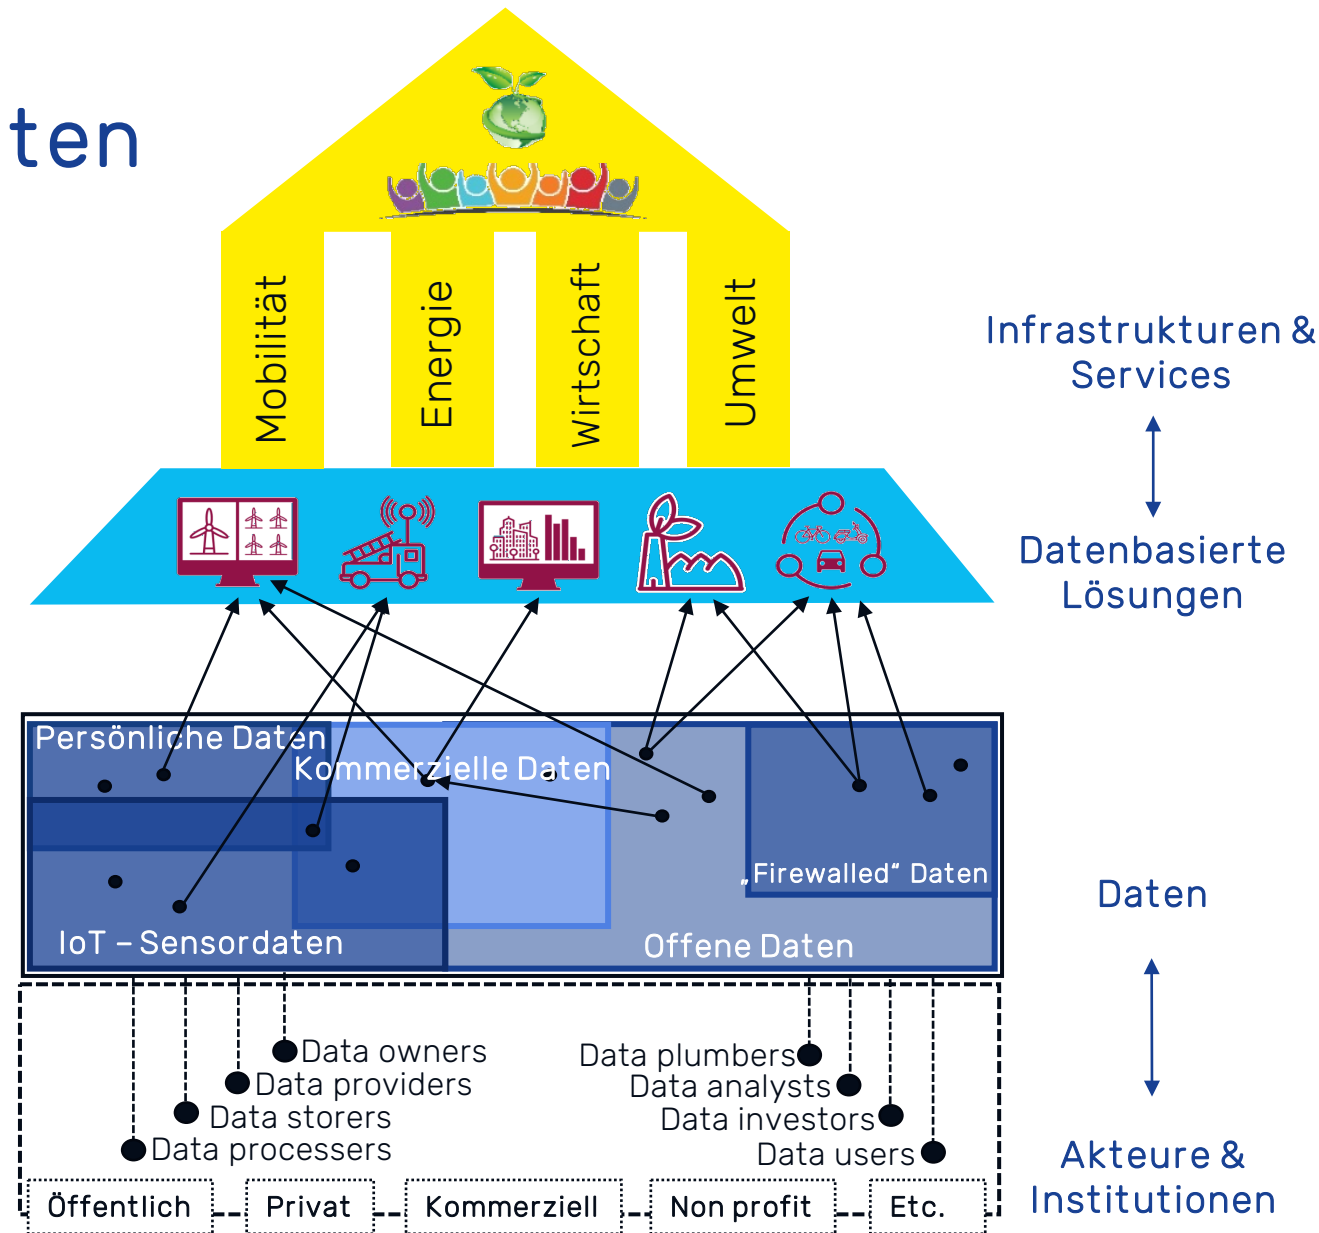 ten
Mobilität
Energie
Wirtschaft
Umwelt
Infrastrukturen &
Services
Datenbasierte
Lösungen
Persönliche Daten
Kommerzielle Daten
„Firewalled“ Daten
IoT – Sensordaten
Offene Daten
Daten
Data owners
Data providers
Data storers
Data processers
Data plumbers
Data analysts
Data investors
Data users
Akteure &
Institutionen
Öffentlich
Privat
Kommerziell
Non profit
Etc.